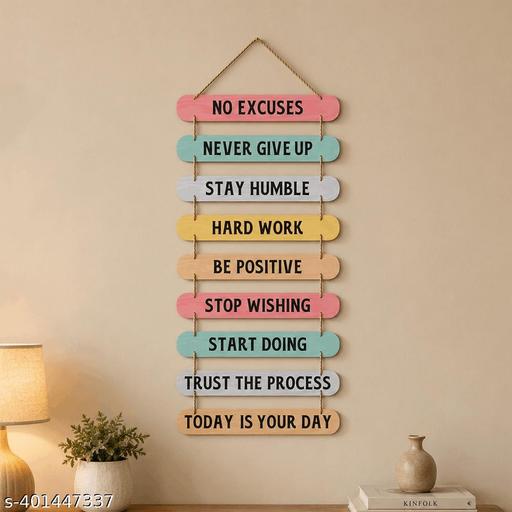 NO EXCUSES
NEVER GIVE UP
STAY HUMBLE
HARD WORK
BE POSITIVE
STOP WISHING
START DOING
TRUST THE PROCESS
TODAY IS YOUR DAY
KINFOLK
s-401447337